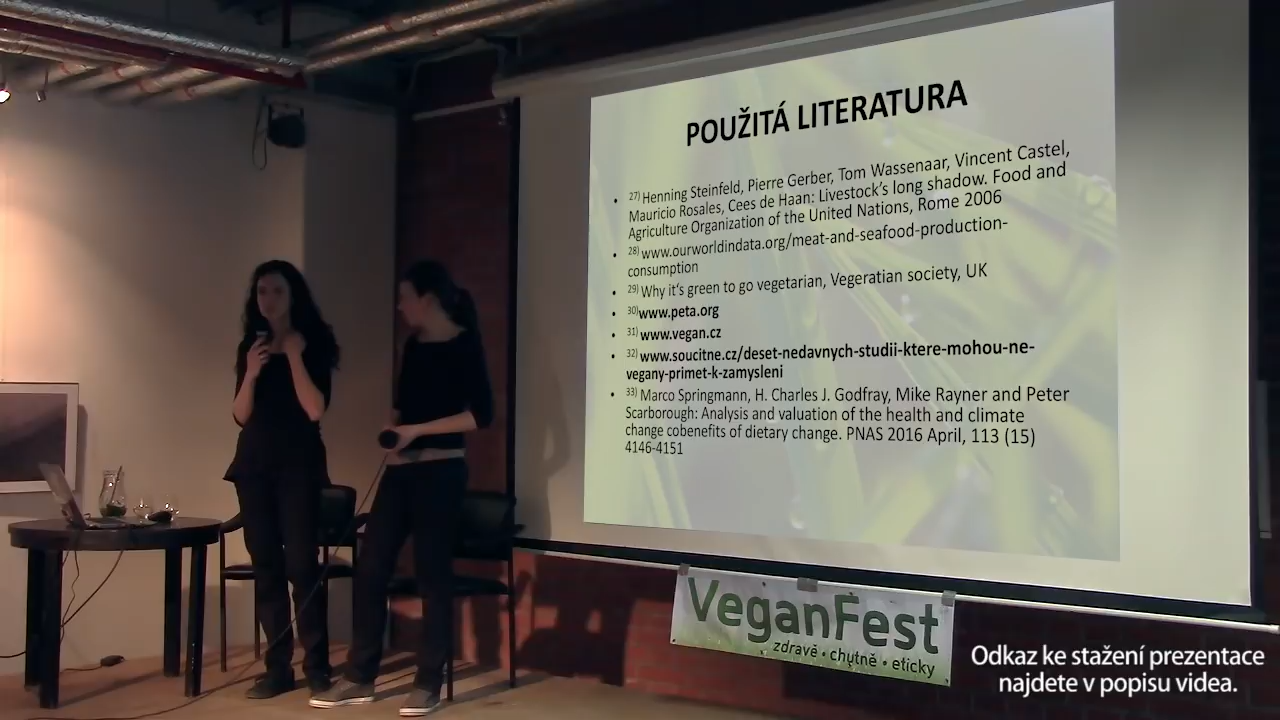 POUŽITÁ LITERATURA
• 27) Henning Steinfeld, Pierre Gerber, Tom Wassenaar, Vincent Castel,
Mauricio Rosales, Cees de Haan: Livestock's long shadow. Food and
Agriculture Organization of the United Nations, Rome 2006
• 28) www.ourworldindata.org/meat-and-seafood-production-
consumption
• 29) Why it's green to go vegetarian, Vegeratian society, UK
• 30) www.peta.org
• 31) www.vegan.cz
• 32) www.soucitne.cz/deset-nedavnych-studii-ktere-mohou-ne-
vegany-primet-k-zamysleni
• 33) Marco Springmann, H. Charles J. Godfray, Mike Rayner and Peter
Scarborough: Analysis and valuation of the health and climate
change cobenefits of dietary change. PNAS 2016 April, 113 (15)
4146-4151
VeganFest
zdravě • chutně • eticky
Odkaz ke stažení prezentace
najdete v popisu videa.